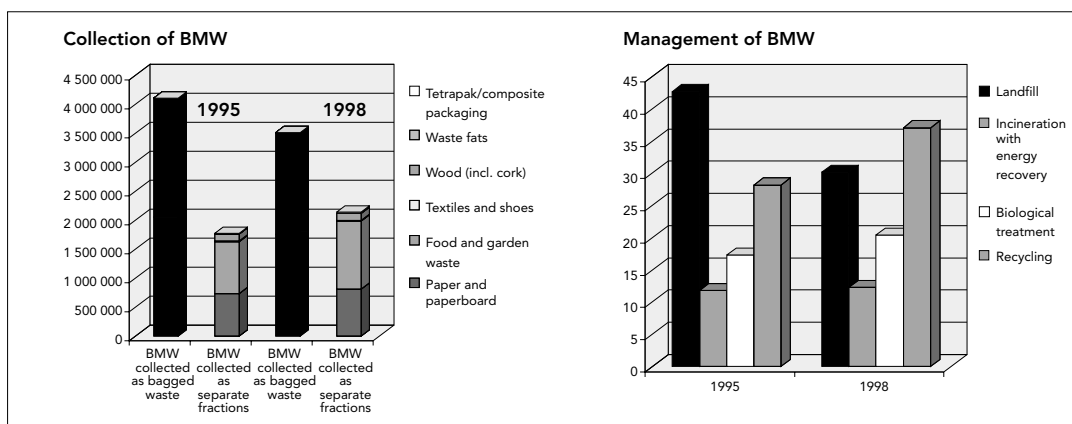 Collection of BMW
4 500 000
4 000 000
3 500 000
3 000 000
2 500 000
2 000 000
1 500 000
1 000 000
500 000
0
1995
1998
BMW
collected
as bagged
waste
BMW
collected
as
separate
fractions
BMW
collected
as bagged
waste
BMW
collected
as
separate
fractions
Tetrapak/composite
packaging
Waste fats
Wood (incl. cork)
Textiles and shoes
Food and garden
waste
Paper and
paperboard
Management of BMW
45
40
35
30
25
20
15
10
5
0
1995
1998
Landfill
Incineration
with
energy
recovery
Biological
treatment
Recycling